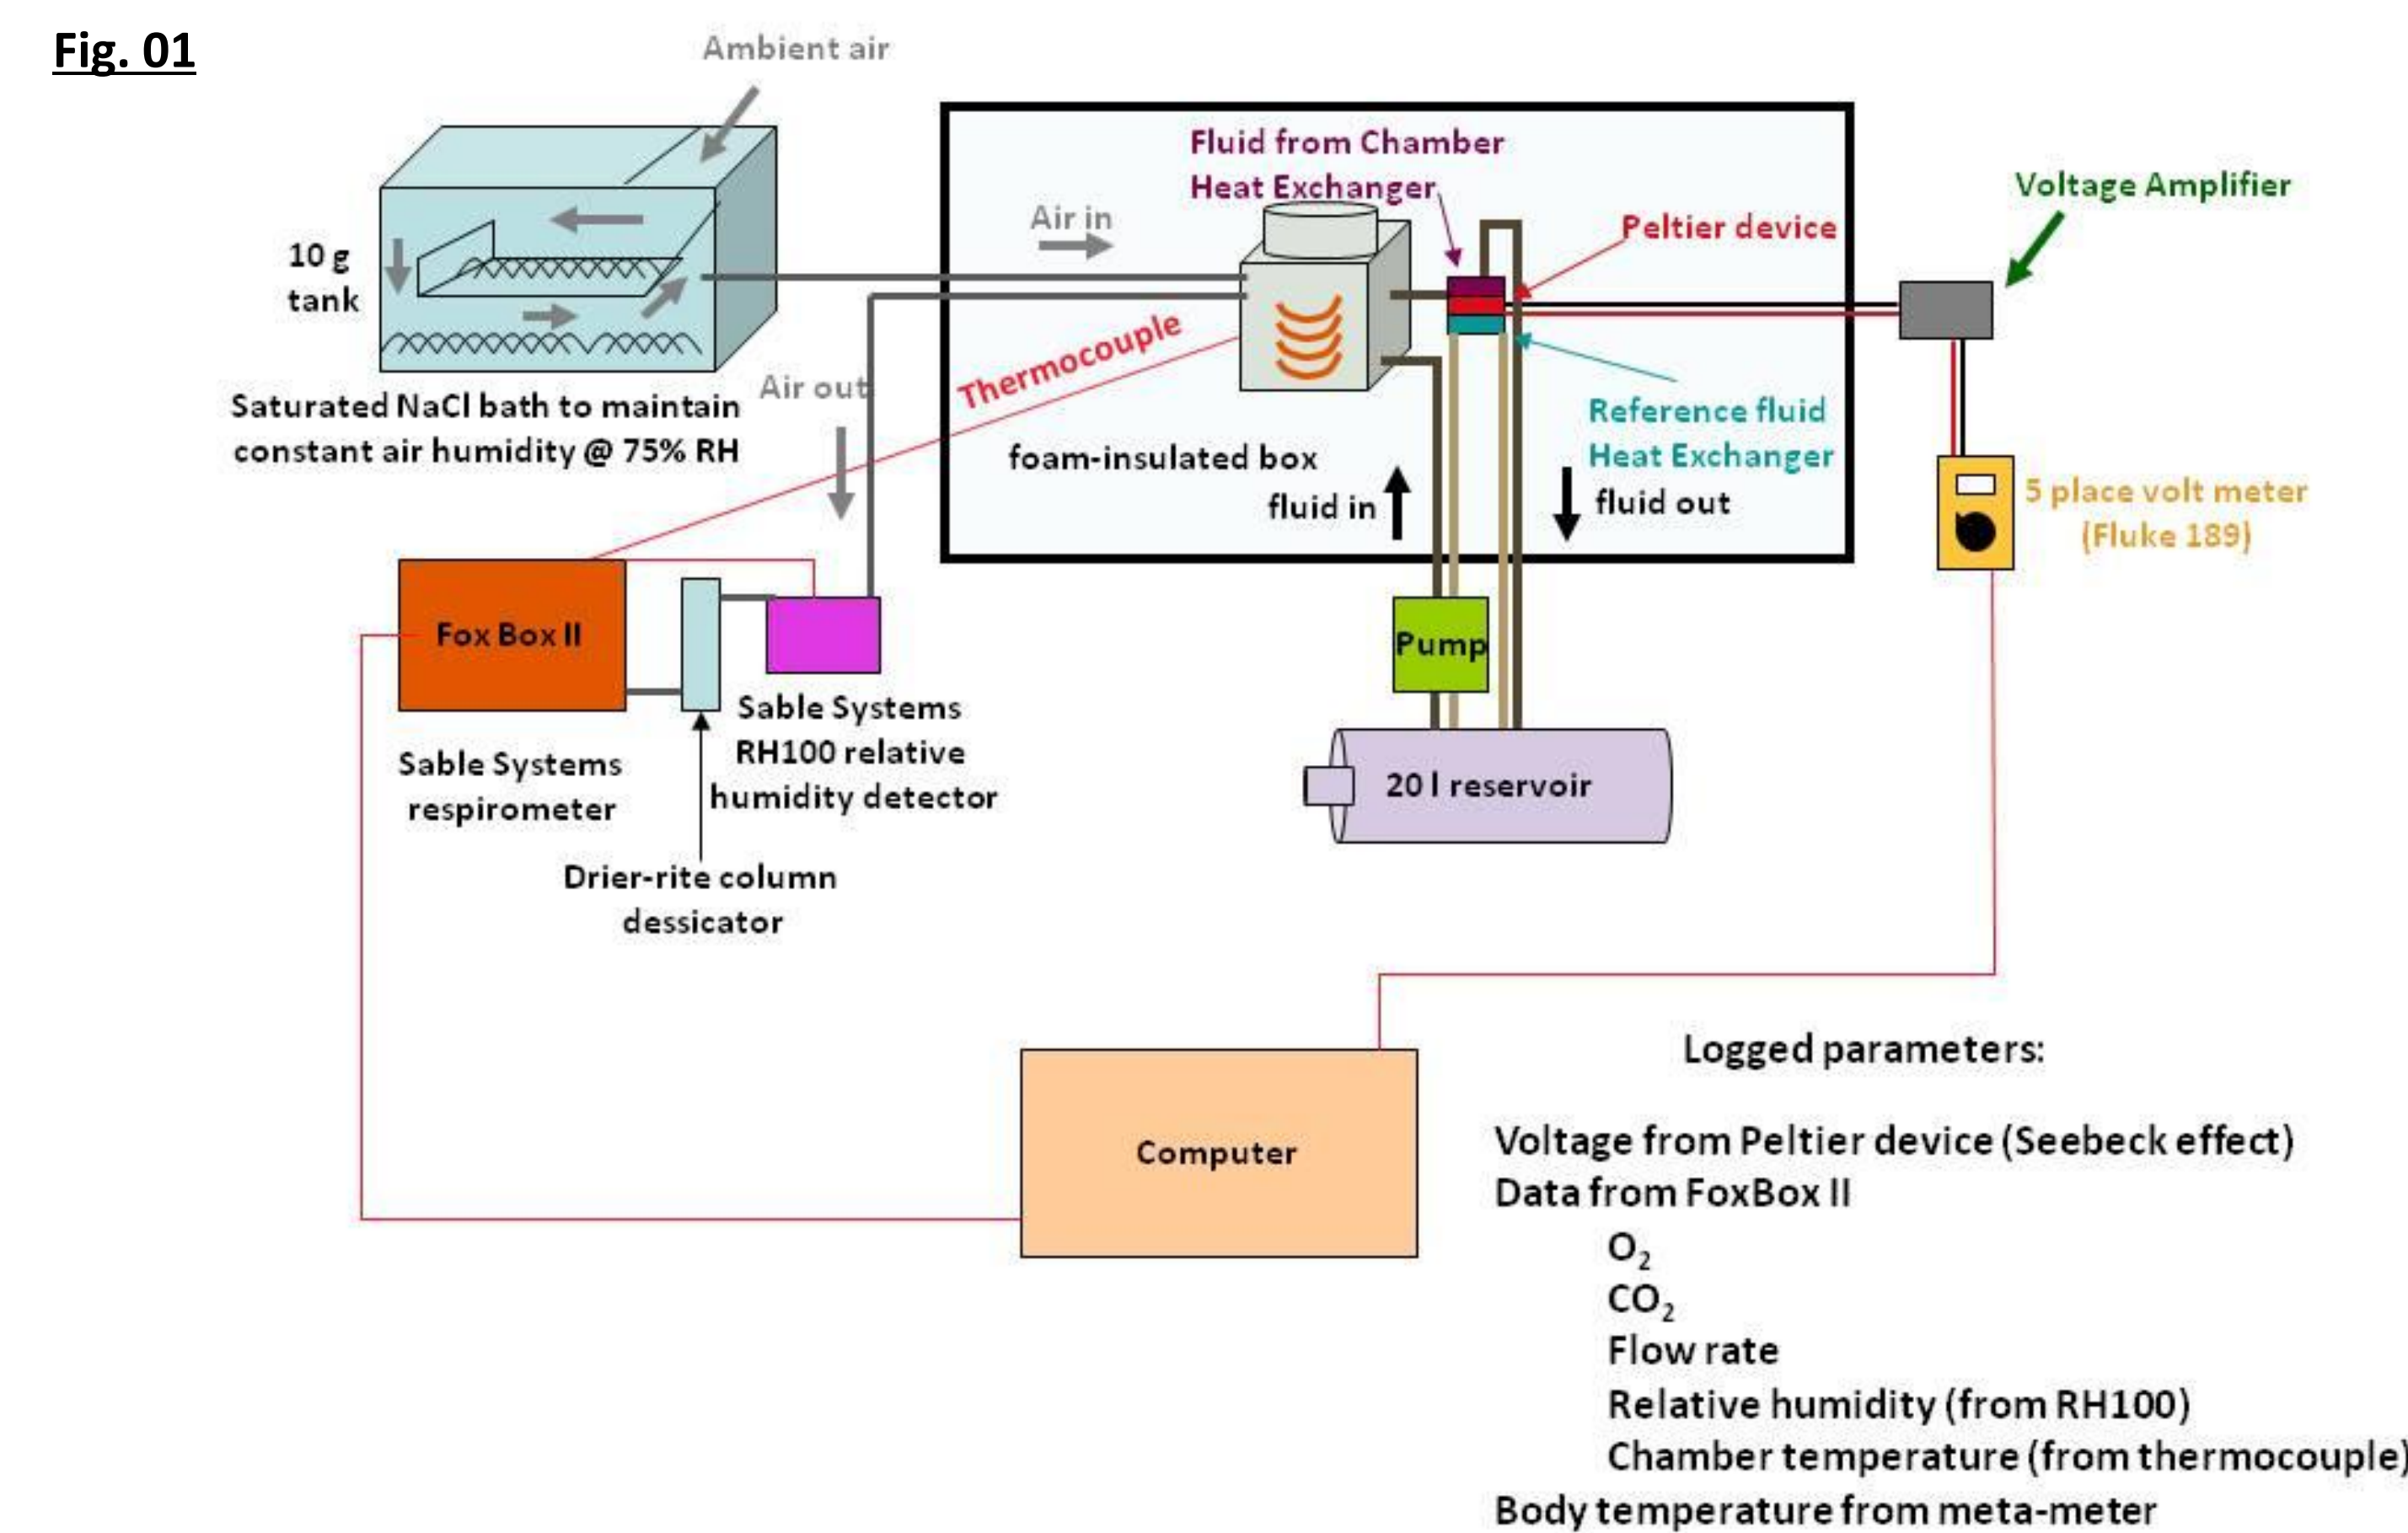 Fig. 01
Ambient air
Fluid from Chamber
Heat Exchanger
Voltage Amplifier
Air in
Peltier device
10 g
tank
Thermocouple
Air out
Saturated NaCl bath to maintain
constant air humidity @ 75% RH
Reference fluid
Heat Exchanger
foam-insulated box
fluid in
fluid out
5 place volt meter
(Fluke 189)
Fox Box II
Pump
Sable Systems
RH100 relative
humidity detector
Sable Systems
respirometer
20 l reservoir
Drier-rite column
dessicator
Computer
Logged parameters:
Voltage from Peltier device (Seebeck effect)
Data from FoxBox II
O₂
CO₂
Flow rate
Relative humidity (from RH100)
Chamber temperature (from thermocouple)
Body temperature from meta-meter